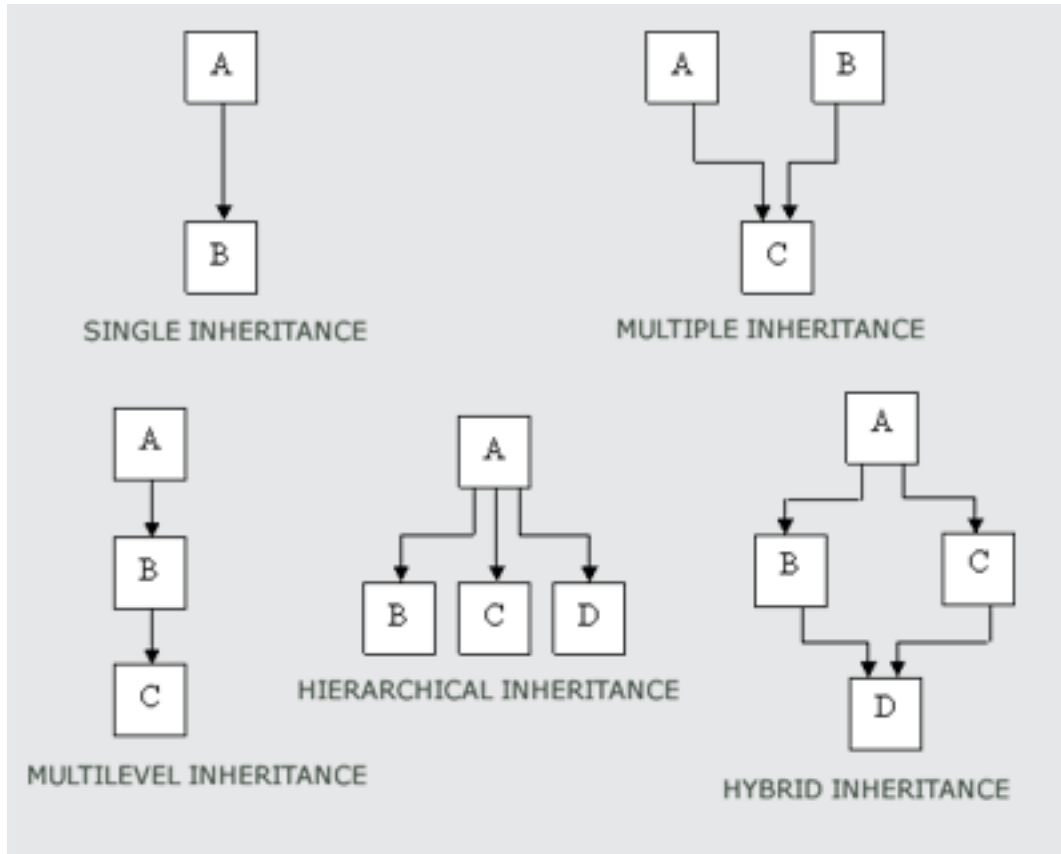 A
B
SINGLE INHERITANCE
A B
C
MULTIPLE INHERITANCE
A
B
C
MULTILEVEL INHERITANCE
A
B C D
HIERARCHICAL INHERITANCE
A
B C
D
HYBRID INHERITANCE